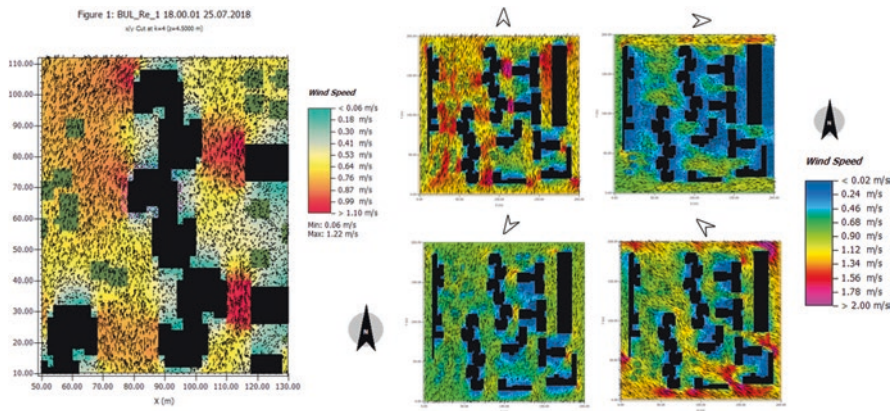 Figure 1: BUL_Re_1 18.00.01 25.07.2018
x/y Cut at k=4 (z=4.5000 m)
110.00
100.00
90.00
80.00
70.00
60.00
50.00
40.00
30.00
20.00
10.00
50.00 60.00 70.00 80.00 90.00 100.00 110.00 120.00 130.00
X (m)
Wind Speed
< 0.06 m/s
0.18 m/s
0.30 m/s
0.41 m/s
0.53 m/s
0.64 m/s
0.76 m/s
0.87 m/s
0.99 m/s
> 1.10 m/s
Min: 0.06 m/s
Max: 1.22 m/s
N
N
Wind Speed
< 0.02 m/s
0.24 m/s
0.46 m/s
0.68 m/s
0.90 m/s
1.12 m/s
1.34 m/s
1.56 m/s
1.78 m/s
> 2.00 m/s